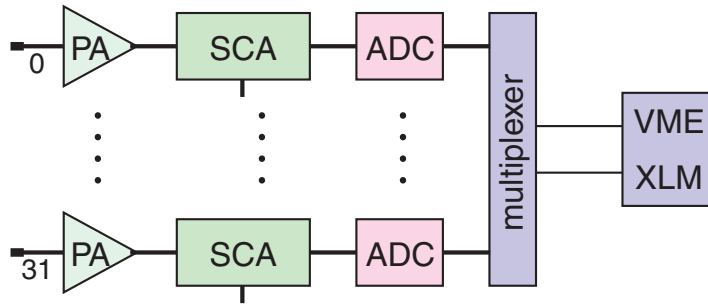 PA SCA ADC
0
multiplexer
VME
XLM
PA SCA ADC
31